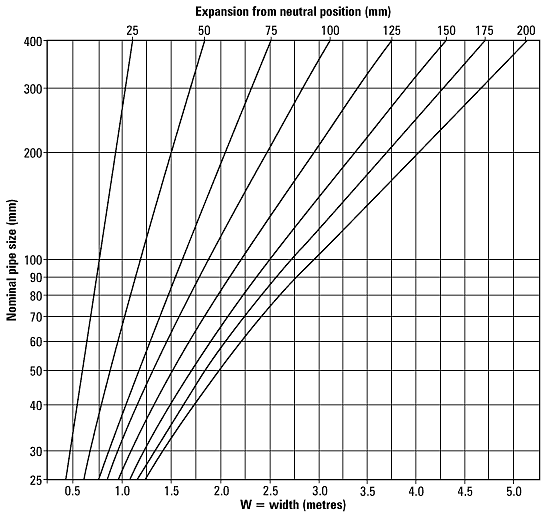 Expansion from neutral position (mm)
25 50 75 100 125 150 175 200
Nominal pipe size (mm)
400
300
200
100
90
80
70
60
50
40
30
25
0.5 1.0 1.5 2.0 2.5 3.0 3.5 4.0 4.5 5.0
W = width (metres)